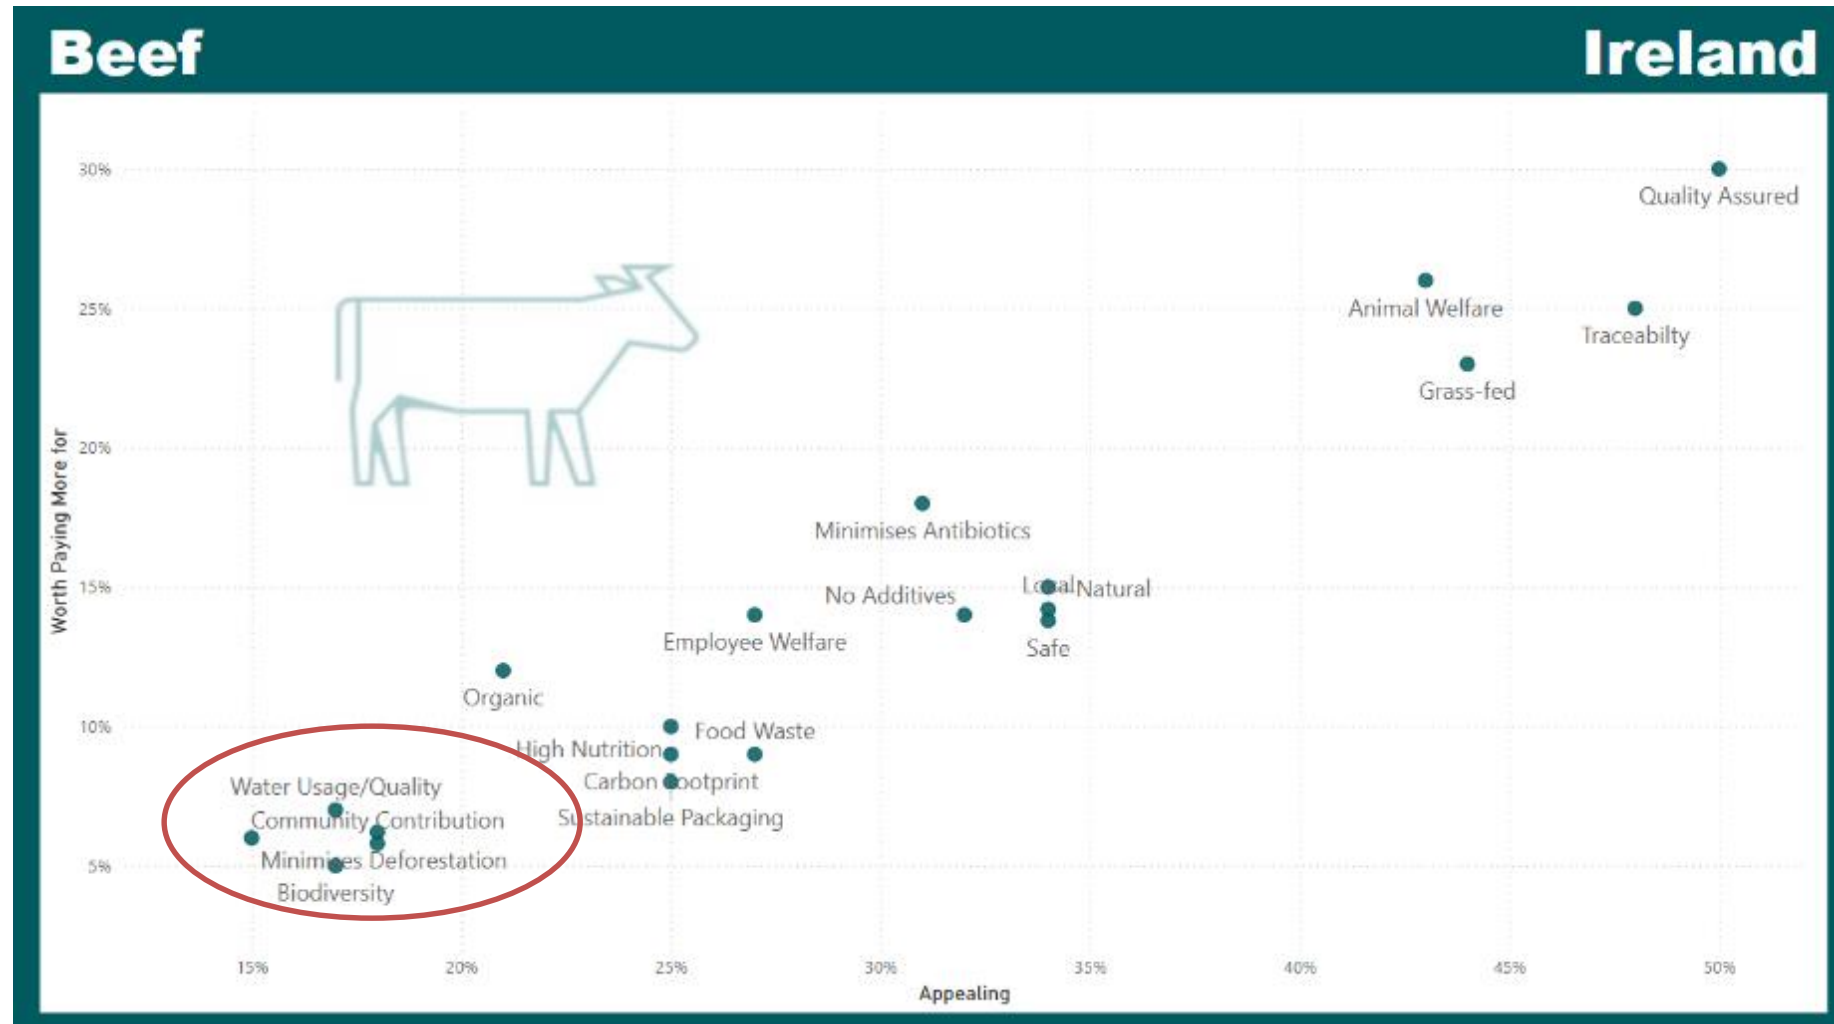 Beef
Ireland
30%
Quality Assured
25%
Animal Welfare
Traceabilty
Grass-fed
20%
Minimises Antibiotics
15%
Local
Natural
No Additives
Safe
Employee Welfare
Organic
10%
Food Waste
High Nutrition
Carbon Footprint
Sustainable Packaging
Water Usage/Quality
Community Contribution
Minimises Deforestation
5%
Biodiversity
Worth Paying More for
15%
20%
25%
30%
35%
40%
45%
50%
Appealing